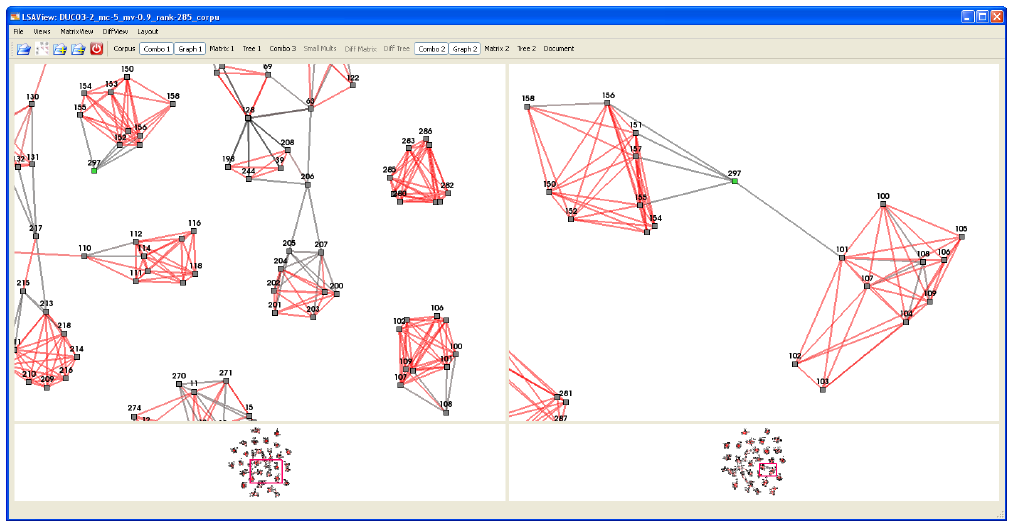 LSAView: DUCO3-2_mc-5_mv-0.9_rank-285_corpu
File Views MatrixView DiffView Layout
Corpus Combo 1 Graph 1 Matrix 1 Tree 1 Combo 3 Small Mults Diff Matrix Diff Tree Combo 2 Graph 2 Matrix 2 Tree 2 Document
150 69 122
154 153 158
130 155 156 128 63
152 208 286
132 131 297 198 39 283
244 206 285 282
280
217 112 116
110 114 205 207
111 118 204
215 202 200
213 201 203
218 102 106
11 214 109 101 100
210 209 216 107
270 11 271 108
274 15
158 156
151
157
297
150 155
152 154
100
105
101 108 106
107
109
104
102
103
281
287